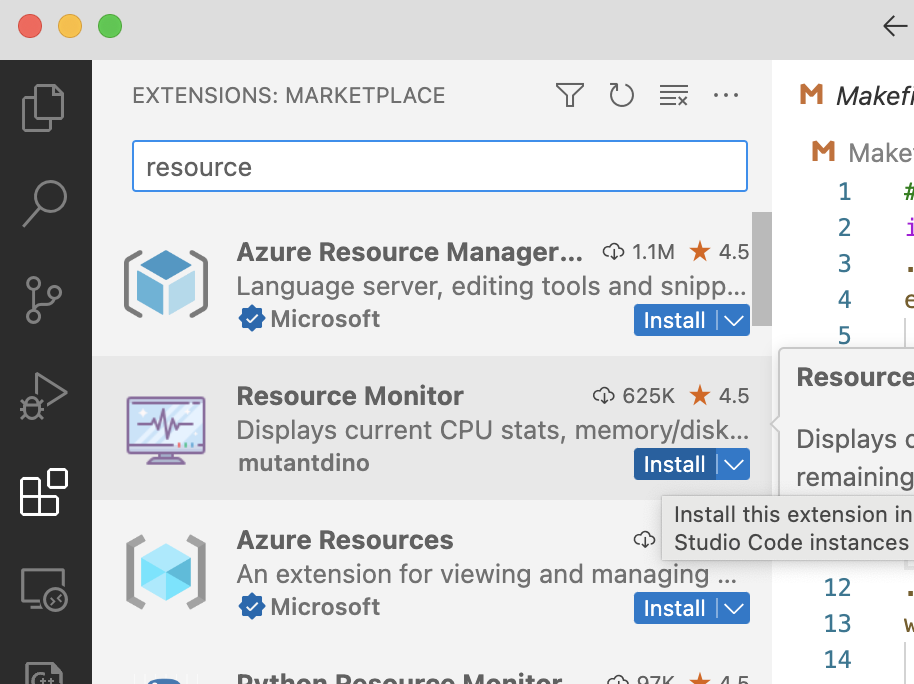 EXTENSIONS: MARKETPLACE
resource
Azure Resource Manager... 1.1M 4.5
Language server, editing tools and snipp...
Microsoft
Install
Resource Monitor 625K 4.5
Displays current CPU stats, memory/disk...
mutantdino
Install
Azure Resources
An extension for viewing and managing ...
Microsoft
Install
Python Resource Monitor 97K 4.5
M Makefi
M Makef
1 #
2 i
3 .
4 e
5
Resource
Displays c
remaining
Install this extension in
Studio Code instances
12 .
13 w
14